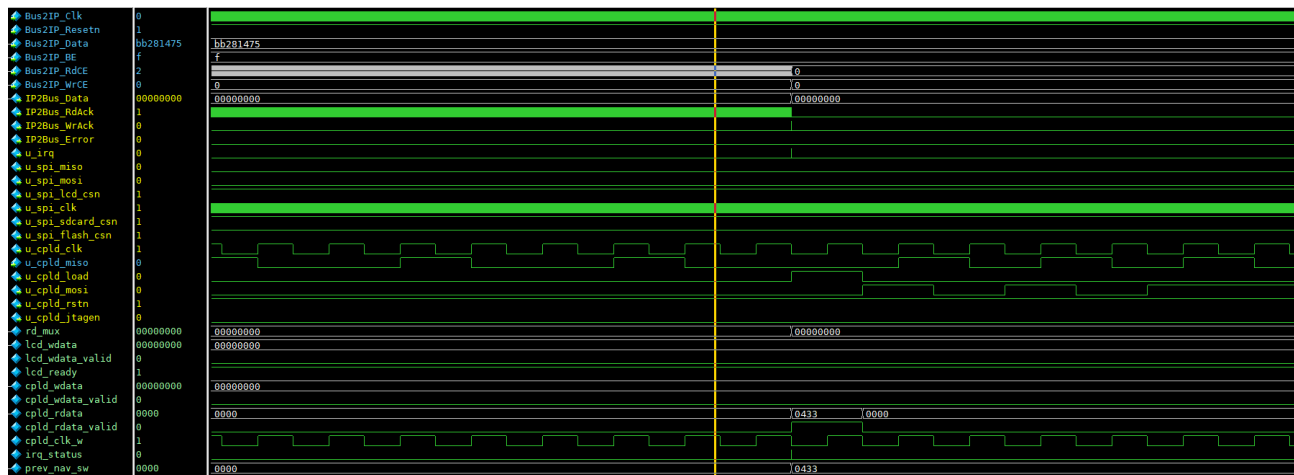 Bus2IP_Clk 0
Bus2IP_Resetn 1
Bus2IP_Data bb281475 bb281475
Bus2IP_BE f f
Bus2IP_RdCE 2 0
Bus2IP_WrCE 0 0 0
IP2Bus_Data 00000000 00000000 00000000
IP2Bus_RdAck 1
IP2Bus_WrAck 0
IP2Bus_Error 0
u_irq 0
u_spi_miso 0
u_spi_mosi 0
u_spi_lcd_csn 1
u_spi_clk 1
u_spi_sdcard_csn 1
u_spi_flash_csn 1
u_cpld_clk 1
u_cpld_miso 0
u_cpld_load 0
u_cpld_mosi 0
u_cpld_rstn 1
u_cpld_jtagen 0
rd_mux 00000000 00000000 00000000
lcd_wdata 00000000 00000000
lcd_wdata_valid 0
lcd_ready 1
cpld_wdata 00000000 00000000
cpld_wdata_valid 0
cpld_rdata 0000 0000 0433 0000
cpld_rdata_valid 0
cpld_clk_w 1
irq_status 0
prev_nav_sw 0000 0000 0433